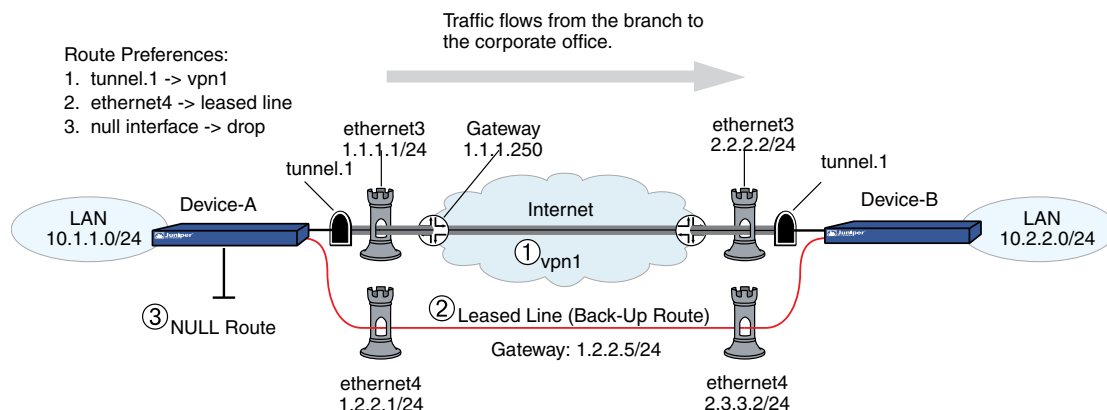 Traffic flows from the branch to
the corporate office.
Route Preferences:
1. tunnel.1 -> vpn1
2. ethernet4 -> leased line
3. null interface -> drop
ethernet3
1.1.1.1/24
Gateway
1.1.1.250
ethernet3
2.2.2.2/24
tunnel.1
tunnel.1
LAN
10.1.1.0/24
Device-A
Juniper
Internet
1 vpn1
Device-B
Juniper
LAN
10.2.2.0/24
3 NULL Route
2 Leased Line (Back-Up Route)
Gateway: 1.2.2.5/24
ethernet4
1.2.2.1/24
ethernet4
2.3.3.2/24